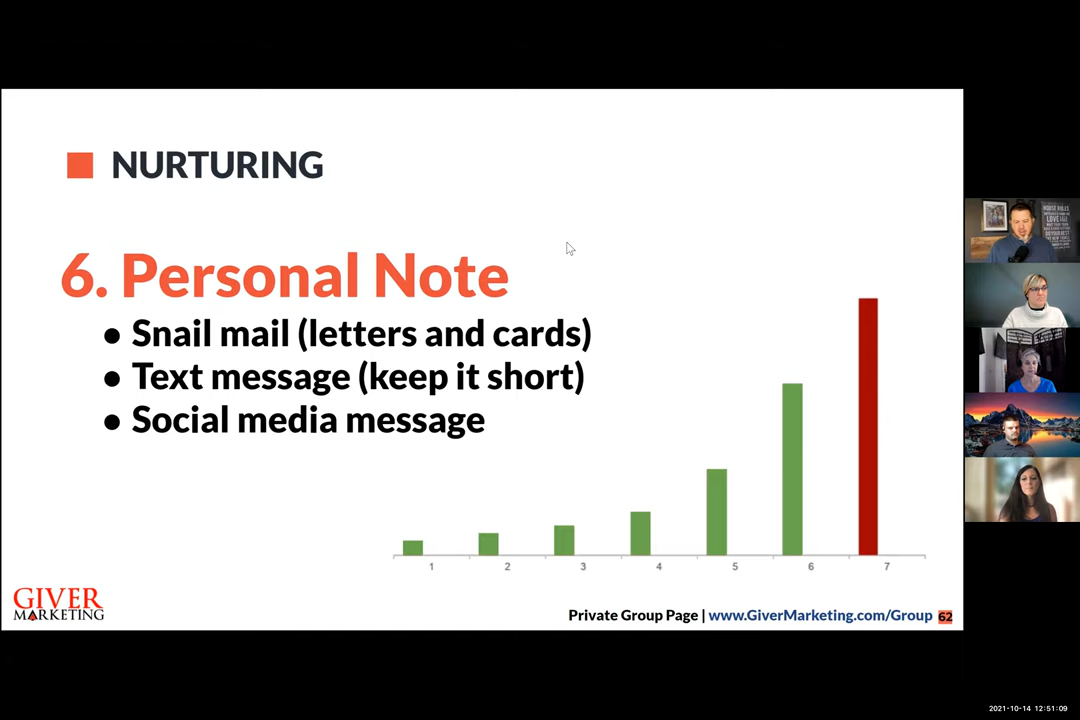 NURTURING
6. Personal Note
● Snail mail (letters and cards)
● Text message (keep it short)
● Social media message
1 2 3 4 5 6 7
GIVER
MARKETING
Private Group Page | www.GiverMarketing.com/Group 62
HOUSE RULES
2021-10-14 12:51:09